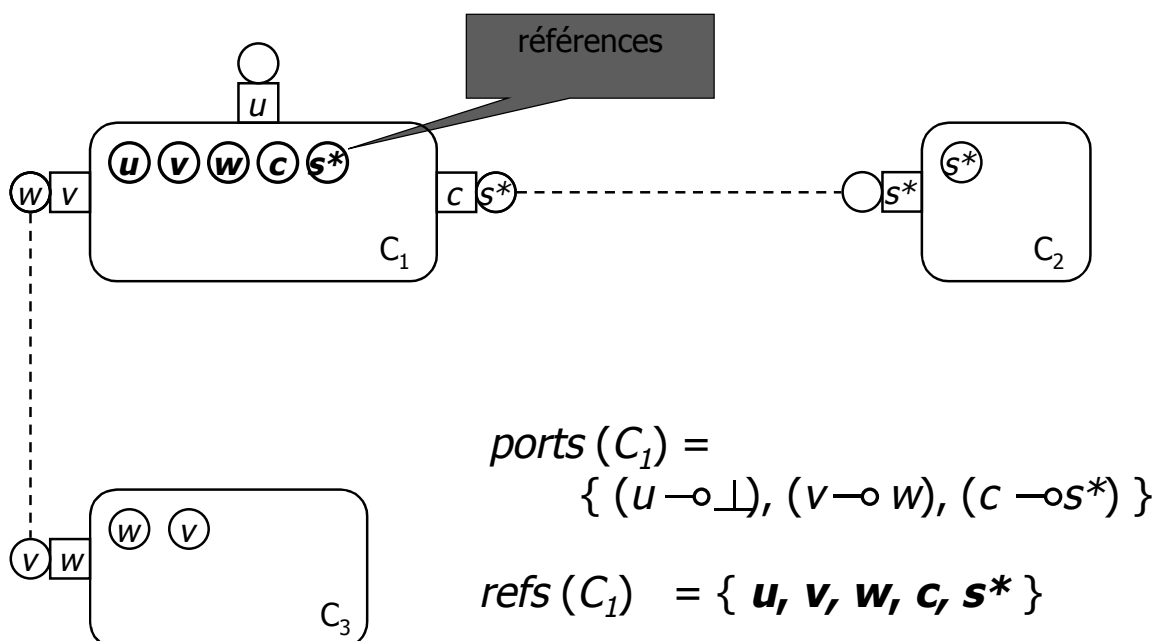 références
u
u v w c s*
w v
c s*
C₁
s*
s*
C₂
ports (C₁) =
{ (u ⊸ ⊥), (v ⊸ w), (c ⊸ s*) }
w v
v w
C₃
refs (C₁) = { u, v, w, c, s* }